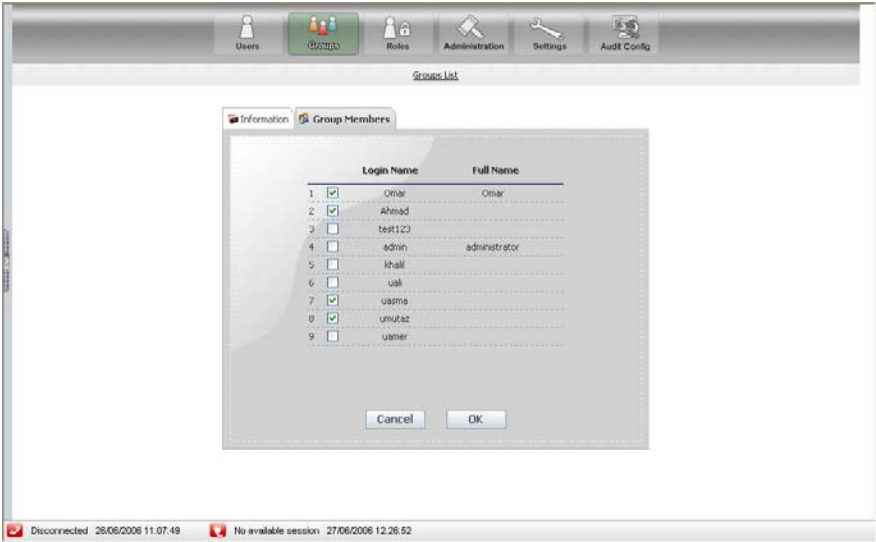 Users Groups Roles Administration Settings Audit Config
Groups List
Information Group Members
Login Name Full Name
1 Omar Omar
2 Ahmad
3 test123
4 admin administrator
5 khalil
6 uali
7 uasma
8 umutaz
9 uamer
Cancel OK
Disconnected 26/06/2006 11.07.49 No available session 27/06/2006 12.26.52